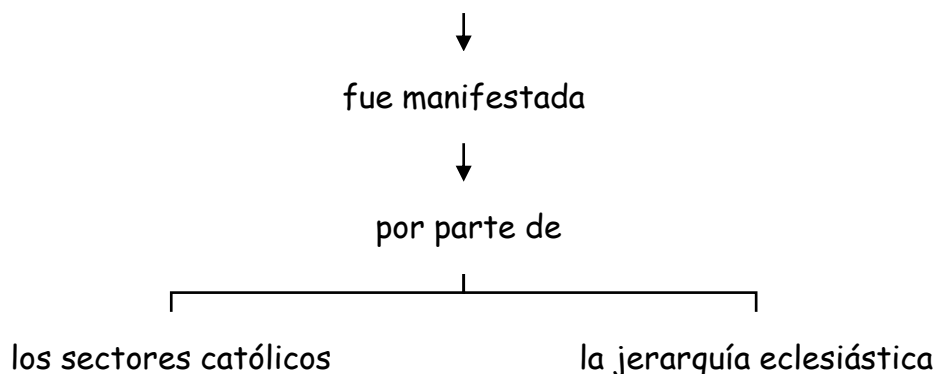 fue manifestada
por parte de
los sectores católicos
la jerarquía eclesiástica